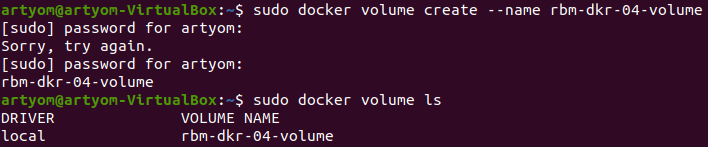 artyom@artyom-VirtualBox:~$ sudo docker volume create --name rbm-dkr-04-volume
[sudo] password for artyom:
Sorry, try again.
[sudo] password for artyom:
rbm-dkr-04-volume
artyom@artyom-VirtualBox:~$ sudo docker volume ls
DRIVER              VOLUME NAME
local               rbm-dkr-04-volume